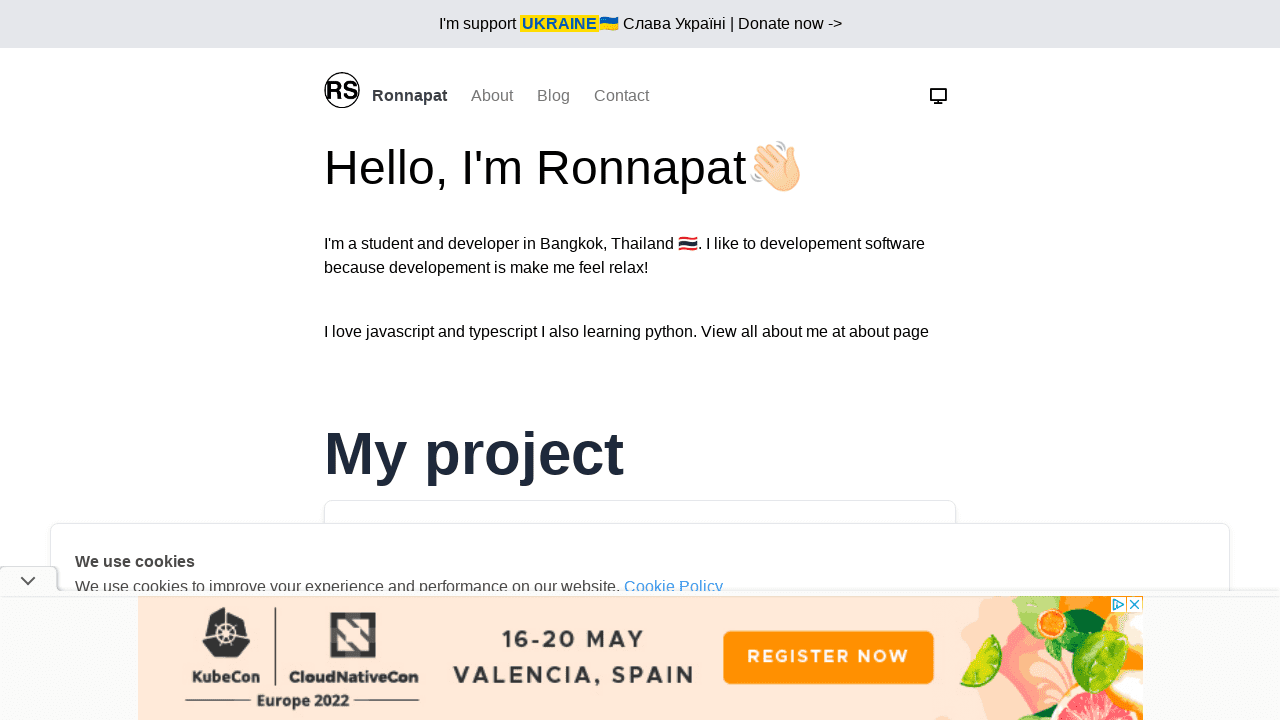 I'm support UKRAINE🇺🇦 Слава Україні | Donate now ->
RS Ronnapat About Blog Contact
Hello, I'm Ronnapat👋🏻
I'm a student and developer in Bangkok, Thailand 🇹🇭. I like to developement software
because developement is make me feel relax!
I love javascript and typescript I also learning python. View all about me at about page
My project
We use cookies
We use cookies to improve your experience and performance on our website. Cookie Policy
KubeCon CloudNativeCon
Europe 2022
16-20 MAY
VALENCIA, SPAIN
REGISTER NOW